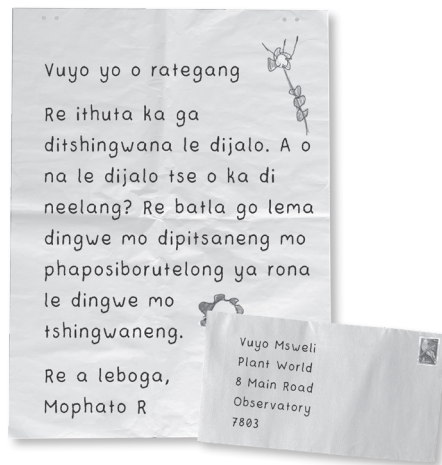 Vuyo yo o rategang
Re ithuta ka ga
ditshingwana le dijalo. A o
na le dijalo tse o ka di
neelang? Re batla go lema
dingwe mo dipitsaneng mo
phaposiborutelong ya rona
le dingwe mo
tshingwaneng.
Re a leboga,
Mophato R
Vuyo Msweli
Plant World
8 Main Road
Observatory
7803